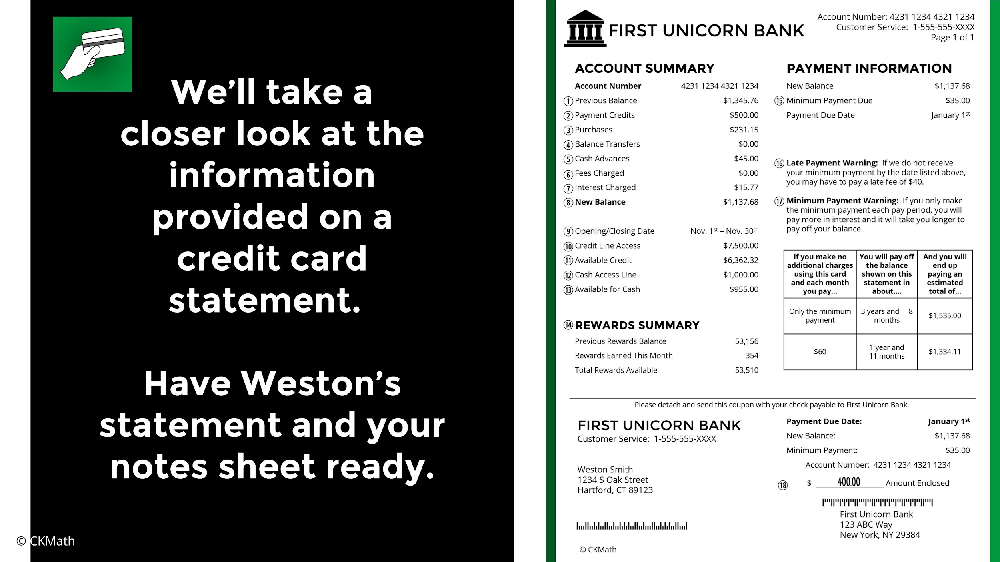 We’ll take a
closer look at the
information
provided on a
credit card
statement.
Have Weston’s
statement and your
notes sheet ready.
© CKMath
FIRST UNICORN BANK
Account Number: 4231 1234 4321 1234
Customer Service: 1-555-555-XXXX
Page 1 of 1
ACCOUNT SUMMARY
Account Number 4231 1234 4321 1234
1 Previous Balance $1,345.76
2 Payment Credits $500.00
3 Purchases $231.15
4 Balance Transfers $0.00
5 Cash Advances $45.00
6 Fees Charged $0.00
7 Interest Charged $15.77
8 New Balance $1,137.68
9 Opening/Closing Date Nov. 1st – Nov. 30th
10 Credit Line Access $7,500.00
11 Available Credit $6,362.32
12 Cash Access Line $1,000.00
13 Available for Cash $955.00
14 REWARDS SUMMARY
Previous Rewards Balance 53,156
Rewards Earned This Month 354
Total Rewards Available 53,510
PAYMENT INFORMATION
New Balance $1,137.68
15 Minimum Payment Due $35.00
Payment Due Date January 1st
16 Late Payment Warning: If we do not receive
your minimum payment by the date listed above,
you may have to pay a late fee of $40.
17 Minimum Payment Warning: If you only make
the minimum payment each pay period, you will
pay more in interest and it will take you longer to
pay off your balance.
If you make no
additional charges
using this card
and each month
you pay...
You will pay off
the balance
shown on this
statement in
about....
And you will
end up
paying an
estimated
total of...
Only the minimum
payment
3 years and 8
months
$1,535.00
$60
1 year and
11 months
$1,334.11
Please detach and send this coupon with your check payable to First Unicorn Bank.
FIRST UNICORN BANK
Customer Service: 1-555-555-XXXX
Weston Smith
1234 S Oak Street
Hartford, CT 89123
© CKMath
Payment Due Date: January 1st
New Balance: $1,137.68
Minimum Payment: $35.00
Account Number: 4231 1234 4321 1234
18 $ 400.00 Amount Enclosed
First Unicorn Bank
123 ABC Way
New York, NY 29384